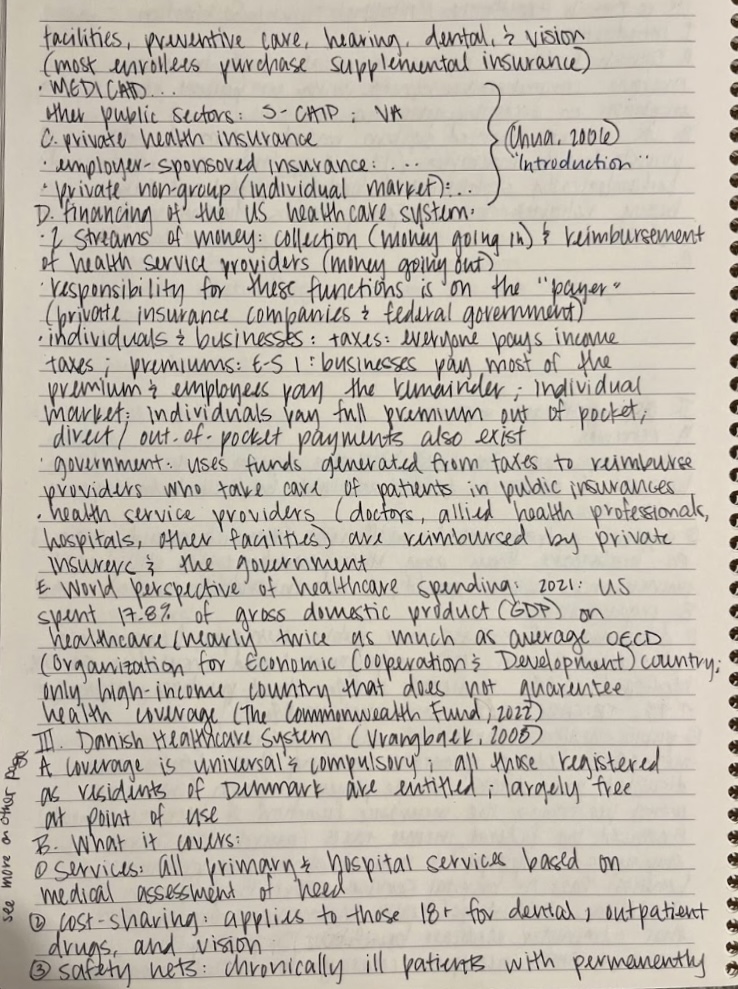 facilities, preventive care, hearing, dental, & vision
(most enrollees purchase supplemental insurance)
· MEDICAID...
other public sectors: S-CHIP; VA
C. private health insurance
· employer-sponsored insurance: ...
· private non-group (individual market): ...
(Chua, 2006)
"Introduction"
D. financing of the US healthcare system:
· 2 streams of money: collection (money going in) & reimbursement
of health service providers (money going out)
· responsibility for these functions is on the "payer"
(private insurance companies & federal government)
· individuals & businesses: taxes: everyone pays income
taxes; premiums: E-S I: businesses pay most of the
premium & employees pay the remainder; individual
market: individuals pay full premium out of pocket;
direct/out-of-pocket payments also exist
· government: uses funds generated from taxes to reimburse
providers who take care of patients in public insurances
· health service providers (doctors, allied health professionals,
hospitals, other facilities) are reimbursed by private
insurers & the government
E. World perspective of healthcare spending: 2021: US
spent 17.8% of gross domestic product (GDP) on
healthcare (nearly twice as much as average OECD
(Organization for Economic Cooperation & Development) country;
only high-income country that does not guarentee
health coverage (The Commonwealth Fund, 2022)
III. Danish Healthcare System (Vrangbaek, 2008)
A. coverage is universal & compulsory; all those registered
as residents of Denmark are entitled; largely free
at point of use
B. What it covers:
① services: all primary & hospital services based on
medical assessment of need
② cost-sharing: applies to those 18+ for dental, outpatient
drugs, and vision
③ safety nets: chronically ill patients with permanently
see more on other page